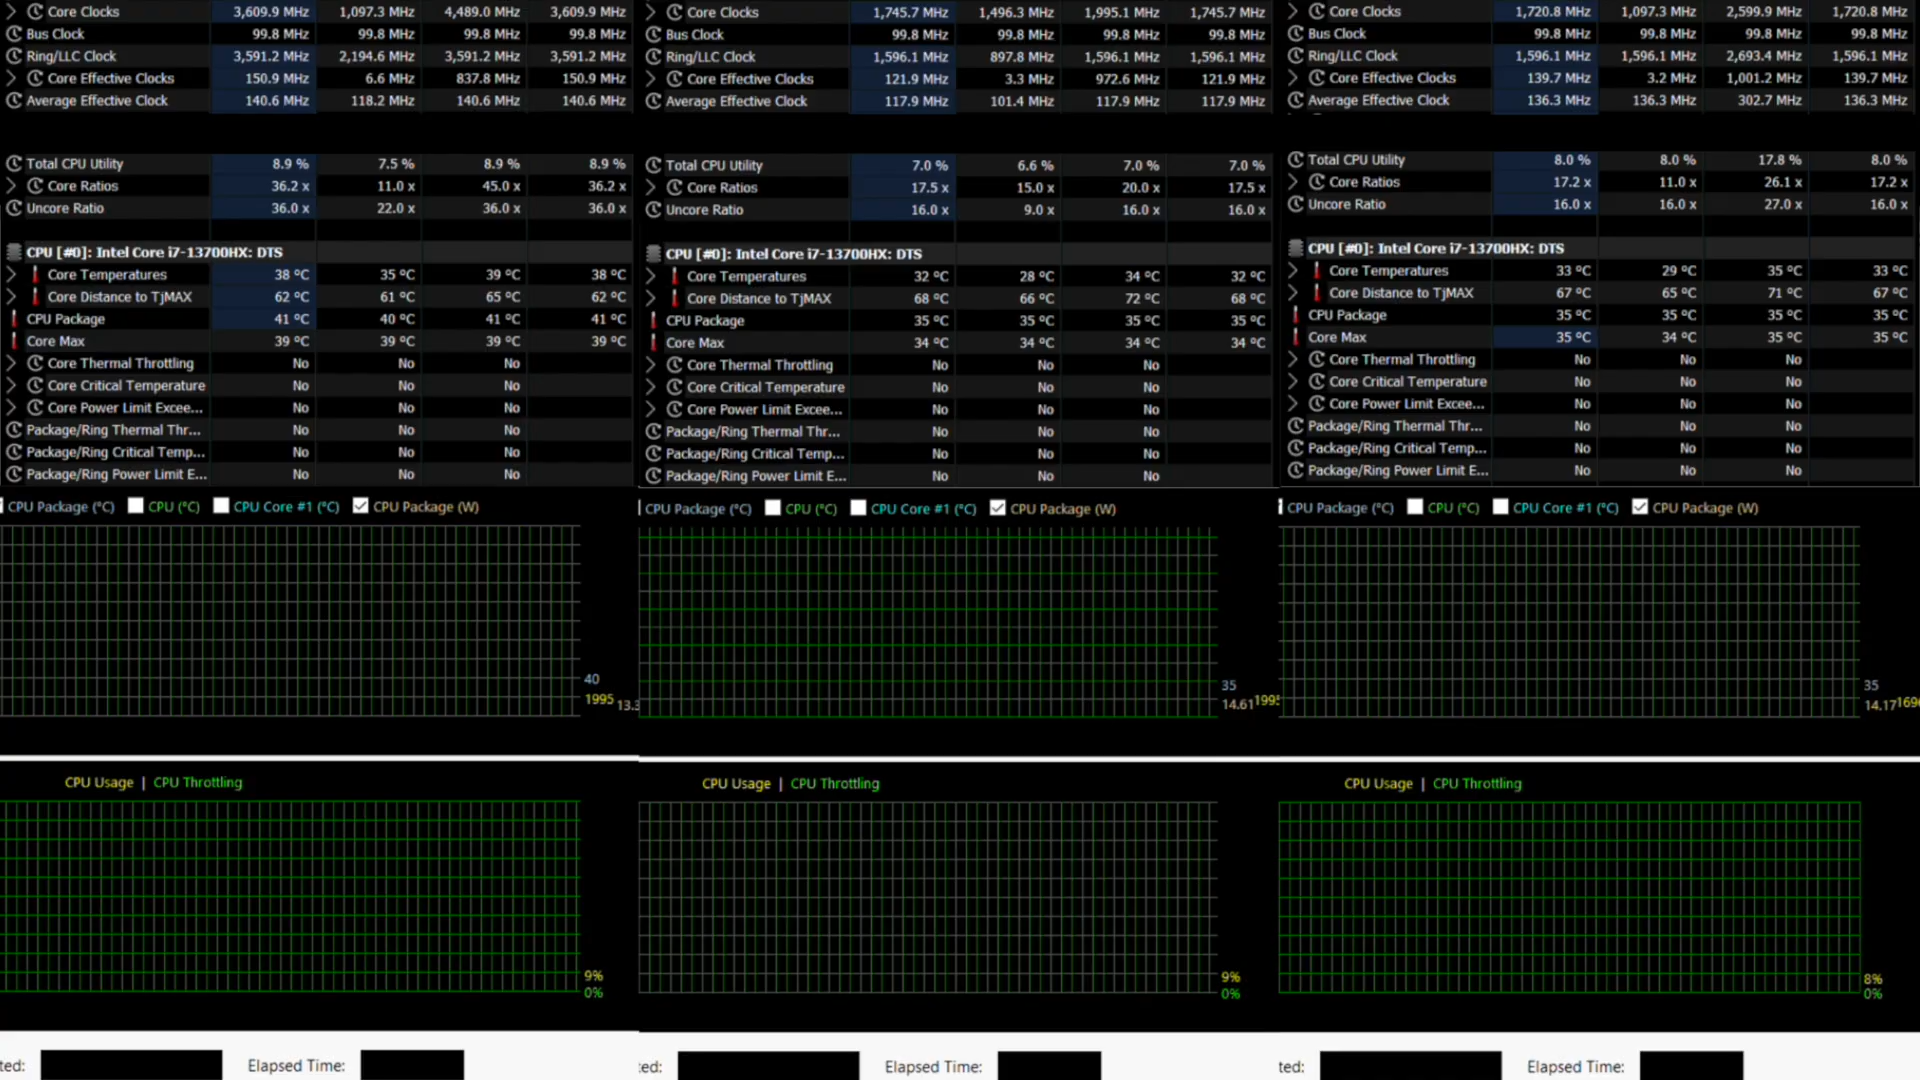 Core Clocks 3,609.9 MHz 1,097.3 MHz 4,489.0 MHz 3,609.9 MHz
Bus Clock 99.8 MHz 99.8 MHz 99.8 MHz 99.8 MHz
Ring/LLC Clock 3,591.2 MHz 2,194.6 MHz 3,591.2 MHz 3,591.2 MHz
Core Effective Clocks 150.9 MHz 6.6 MHz 837.8 MHz 150.9 MHz
Average Effective Clock 140.6 MHz 118.2 MHz 140.6 MHz 140.6 MHz
Total CPU Utility 8.9 % 7.5 % 8.9 % 8.9 %
Core Ratios 36.2 x 11.0 x 45.0 x 36.2 x
Uncore Ratio 36.0 x 22.0 x 36.0 x 36.0 x
CPU [#0]: Intel Core i7-13700HX: DTS
Core Temperatures 38 °C 35 °C 39 °C 38 °C
Core Distance to TjMAX 62 °C 61 °C 65 °C 62 °C
CPU Package 41 °C 40 °C 41 °C 41 °C
Core Max 39 °C 39 °C 39 °C 39 °C
Core Thermal Throttling No No No
Core Critical Temperature No No No
Core Power Limit Excee... No No No
Package/Ring Thermal Thr... No No No
Package/Ring Critical Temp... No No No
Package/Ring Power Limit E... No No No
CPU Package (°C) CPU (°C) CPU Core #1 (°C) CPU Package (W)
40
1995 13.3
CPU Usage | CPU Throttling
9%
0%
ted: Elapsed Time:
Core Clocks 1,745.7 MHz 1,496.3 MHz 1,995.1 MHz 1,745.7 MHz
Bus Clock 99.8 MHz 99.8 MHz 99.8 MHz 99.8 MHz
Ring/LLC Clock 1,596.1 MHz 897.8 MHz 1,596.1 MHz 1,596.1 MHz
Core Effective Clocks 121.9 MHz 3.3 MHz 972.6 MHz 121.9 MHz
Average Effective Clock 117.9 MHz 101.4 MHz 117.9 MHz 117.9 MHz
Total CPU Utility 7.0 % 6.6 % 7.0 % 7.0 %
Core Ratios 17.5 x 15.0 x 20.0 x 17.5 x
Uncore Ratio 16.0 x 9.0 x 16.0 x 16.0 x
CPU [#0]: Intel Core i7-13700HX: DTS
Core Temperatures 32 °C 28 °C 34 °C 32 °C
Core Distance to TjMAX 68 °C 66 °C 72 °C 68 °C
CPU Package 35 °C 35 °C 35 °C 35 °C
Core Max 34 °C 34 °C 34 °C 34 °C
Core Thermal Throttling No No No
Core Critical Temperature No No No
Core Power Limit Excee... No No No
Package/Ring Thermal Thr... No No No
Package/Ring Critical Temp... No No No
Package/Ring Power Limit E... No No No
CPU Package (°C) CPU (°C) CPU Core #1 (°C) CPU Package (W)
35
14.61 1995
CPU Usage | CPU Throttling
9%
0%
ted: Elapsed Time:
Core Clocks 1,720.8 MHz 1,097.3 MHz 2,599.9 MHz 1,720.8 MHz
Bus Clock 99.8 MHz 99.8 MHz 99.8 MHz 99.8 MHz
Ring/LLC Clock 1,596.1 MHz 1,596.1 MHz 2,693.4 MHz 1,596.1 MHz
Core Effective Clocks 139.7 MHz 3.2 MHz 1,001.2 MHz 139.7 MHz
Average Effective Clock 136.3 MHz 136.3 MHz 302.7 MHz 136.3 MHz
Total CPU Utility 8.0 % 8.0 % 17.8 % 8.0 %
Core Ratios 17.2 x 11.0 x 26.1 x 17.2 x
Uncore Ratio 16.0 x 16.0 x 27.0 x 16.0 x
CPU [#0]: Intel Core i7-13700HX: DTS
Core Temperatures 33 °C 29 °C 35 °C 33 °C
Core Distance to TjMAX 67 °C 65 °C 71 °C 67 °C
CPU Package 35 °C 35 °C 35 °C 35 °C
Core Max 35 °C 34 °C 35 °C 35 °C
Core Thermal Throttling No No No
Core Critical Temperature No No No
Core Power Limit Excee... No No No
Package/Ring Thermal Thr... No No No
Package/Ring Critical Temp... No No No
Package/Ring Power Limit E... No No No
CPU Package (°C) CPU (°C) CPU Core #1 (°C) CPU Package (W)
35
14.17 1696
CPU Usage | CPU Throttling
8%
0%
ted: Elapsed Time: